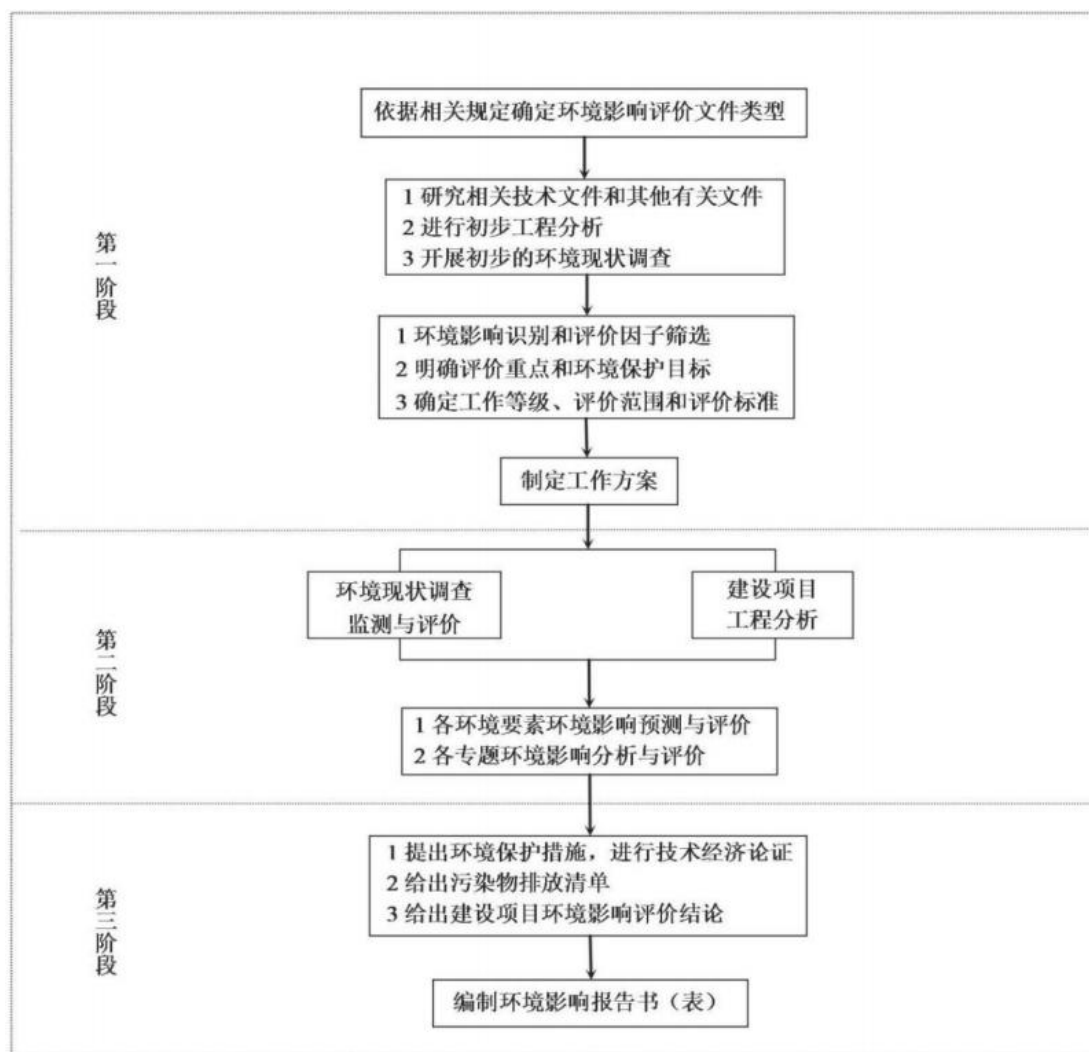 依据相关规定确定环境影响评价文件类型
1 研究相关技术文件和其他有关文件
2 进行初步工程分析
3 开展初步的环境现状调查
第一阶段
1 环境影响识别和评价因子筛选
2 明确评价重点和环境保护目标
3 确定工作等级、评价范围和评价标准
制定工作方案
环境现状调查
监测与评价
建设项目
工程分析
第二阶段
1 各环境要素环境影响预测与评价
2 各专题环境影响分析与评价
1 提出环境保护措施，进行技术经济论证
2 给出污染物排放清单
3 给出建设项目环境影响评价结论
第三阶段
编制环境影响报告书（表）